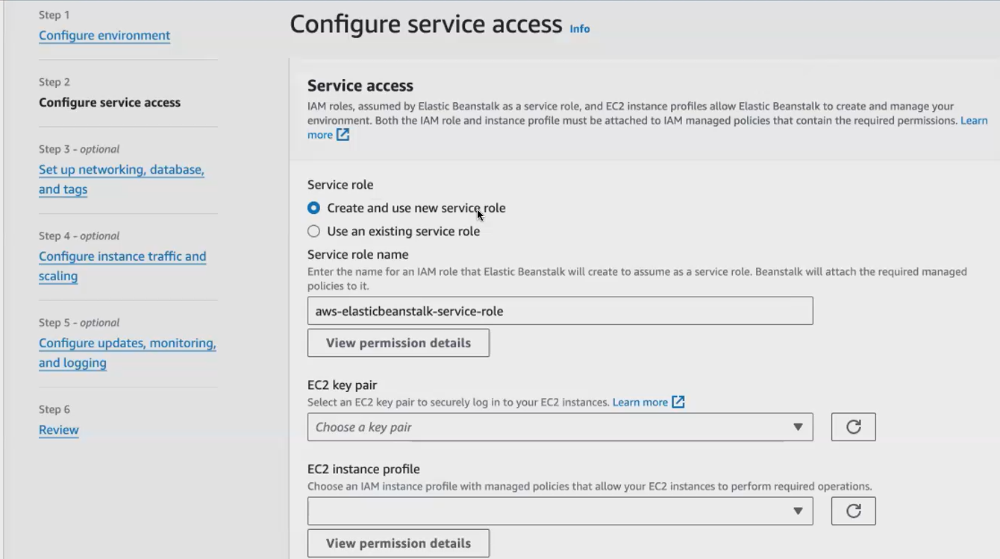 Step 1
Configure environment
Step 2
Configure service access
Step 3 - optional
Set up networking, database,
and tags
Step 4 - optional
Configure instance traffic and
scaling
Step 5 - optional
Configure updates, monitoring,
and logging
Step 6
Review
Configure service access Info
Service access
IAM roles, assumed by Elastic Beanstalk as a service role, and EC2 instance profiles allow Elastic Beanstalk to create and manage your
environment. Both the IAM role and instance profile must be attached to IAM managed policies that contain the required permissions. Learn
more
Service role
Create and use new service role
Use an existing service role
Service role name
Enter the name for an IAM role that Elastic Beanstalk will create to assume as a service role. Beanstalk will attach the required managed
policies to it.
aws-elasticbeanstalk-service-role
View permission details
EC2 key pair
Select an EC2 key pair to securely log in to your EC2 instances. Learn more
Choose a key pair
EC2 instance profile
Choose an IAM instance profile with managed policies that allow your EC2 instances to perform required operations.
View permission details